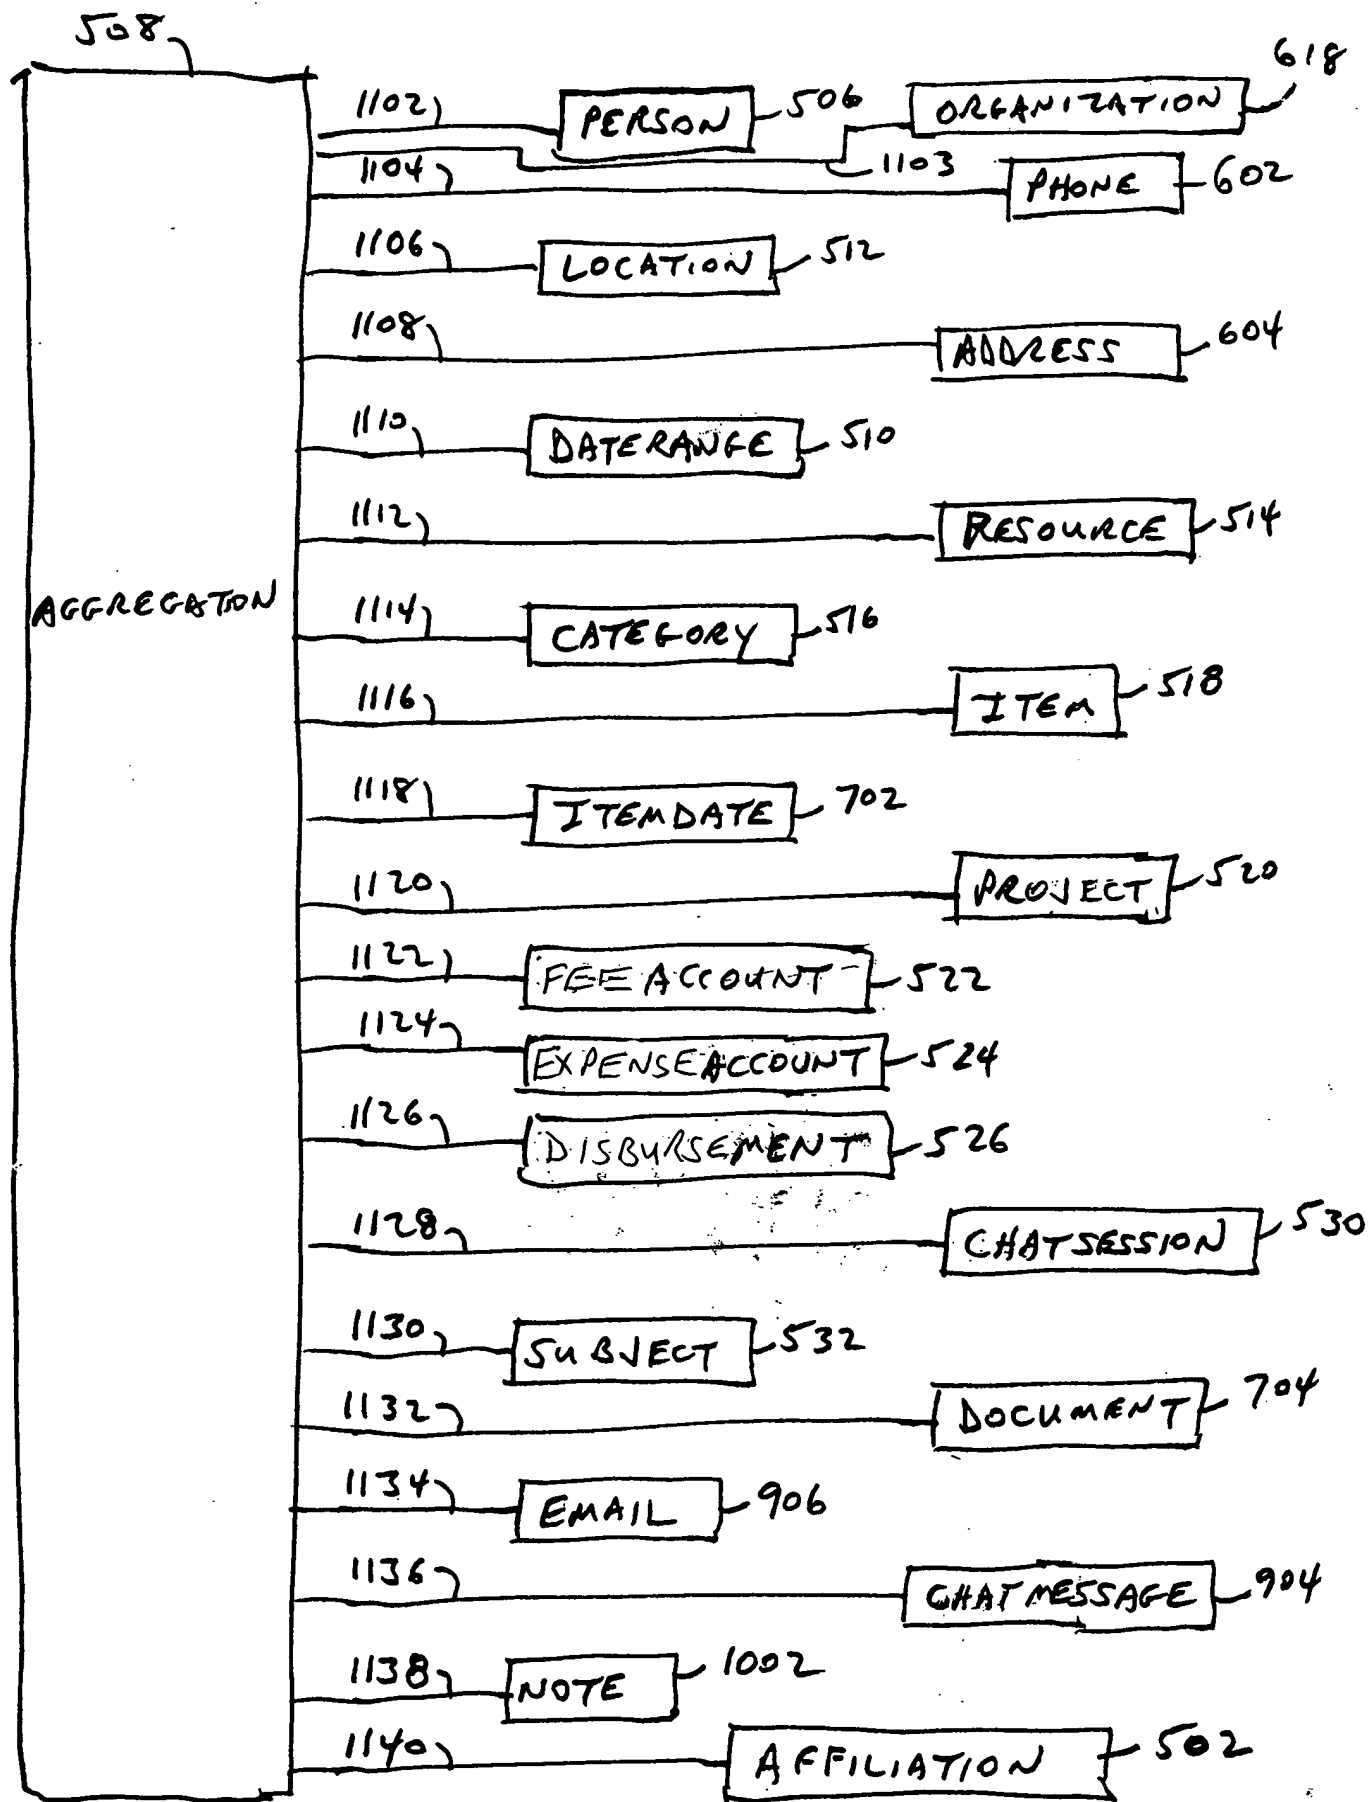 508
618
1102 PERSON 506 ORGANIZATION
1103
1104 PHONE 602
1106 LOCATION 512
1108 ADDRESS 604
1110 DATERANGE 510
1112 RESOURCE 514
AGGREGATION
1114 CATEGORY 516
1116 ITEM 518
1118 ITEMDATE 702
1120 PROJECT 520
1122 FEEACCOUNT 522
1124 EXPENSEACCOUNT 524
1126 DISBURSEMENT 526
1128 CHATSESSION 530
1130 SUBJECT 532
1132 DOCUMENT 704
1134 EMAIL 906
1136 CHATMESSAGE 904
1138 NOTE 1002
1140 AFFILIATION 502